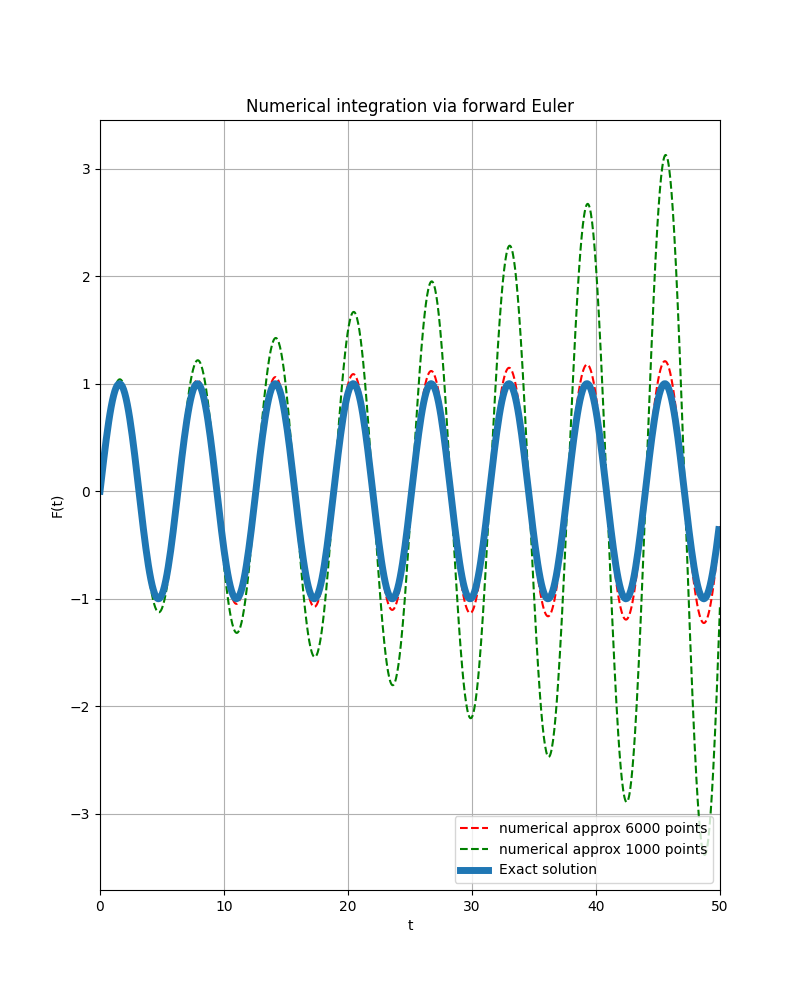 Numerical integration via forward Euler
F(t)
3
2
1
0
−1
−2
−3
numerical approx 6000 points
numerical approx 1000 points
Exact solution
0 10 20 30 40 50
t